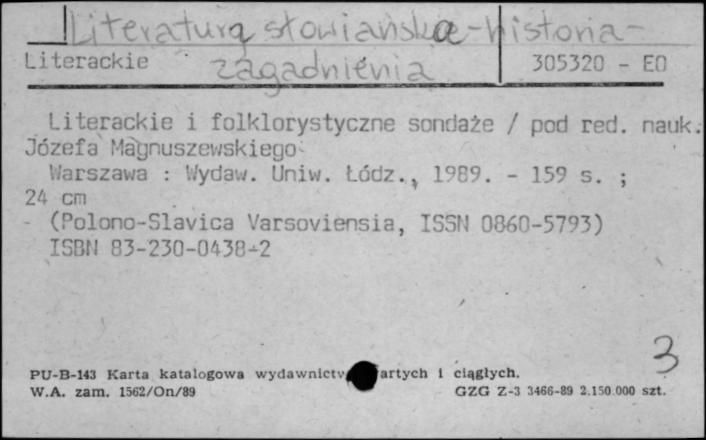 Literatura słowiańska - historia -
zagadnienia
Literackie 305320 - EO
Literackie i folklorystyczne sondaże / pod red. nauk.
Józefa Magnuszewskiego
Warszawa : Wydaw. Uniw. Łódz., 1989. - 159 s. ;
24 cm
- (Polono-Slavica Varsoviensia, ISSN 0860-5793)
ISBN 83-230-0438-2
3
PU-B-143 Karta katalogowa wydawnictw artych i ciągłych.
W.A. zam. 1562/On/89 GZG Z-3 3466-89 2.150.000 szt.